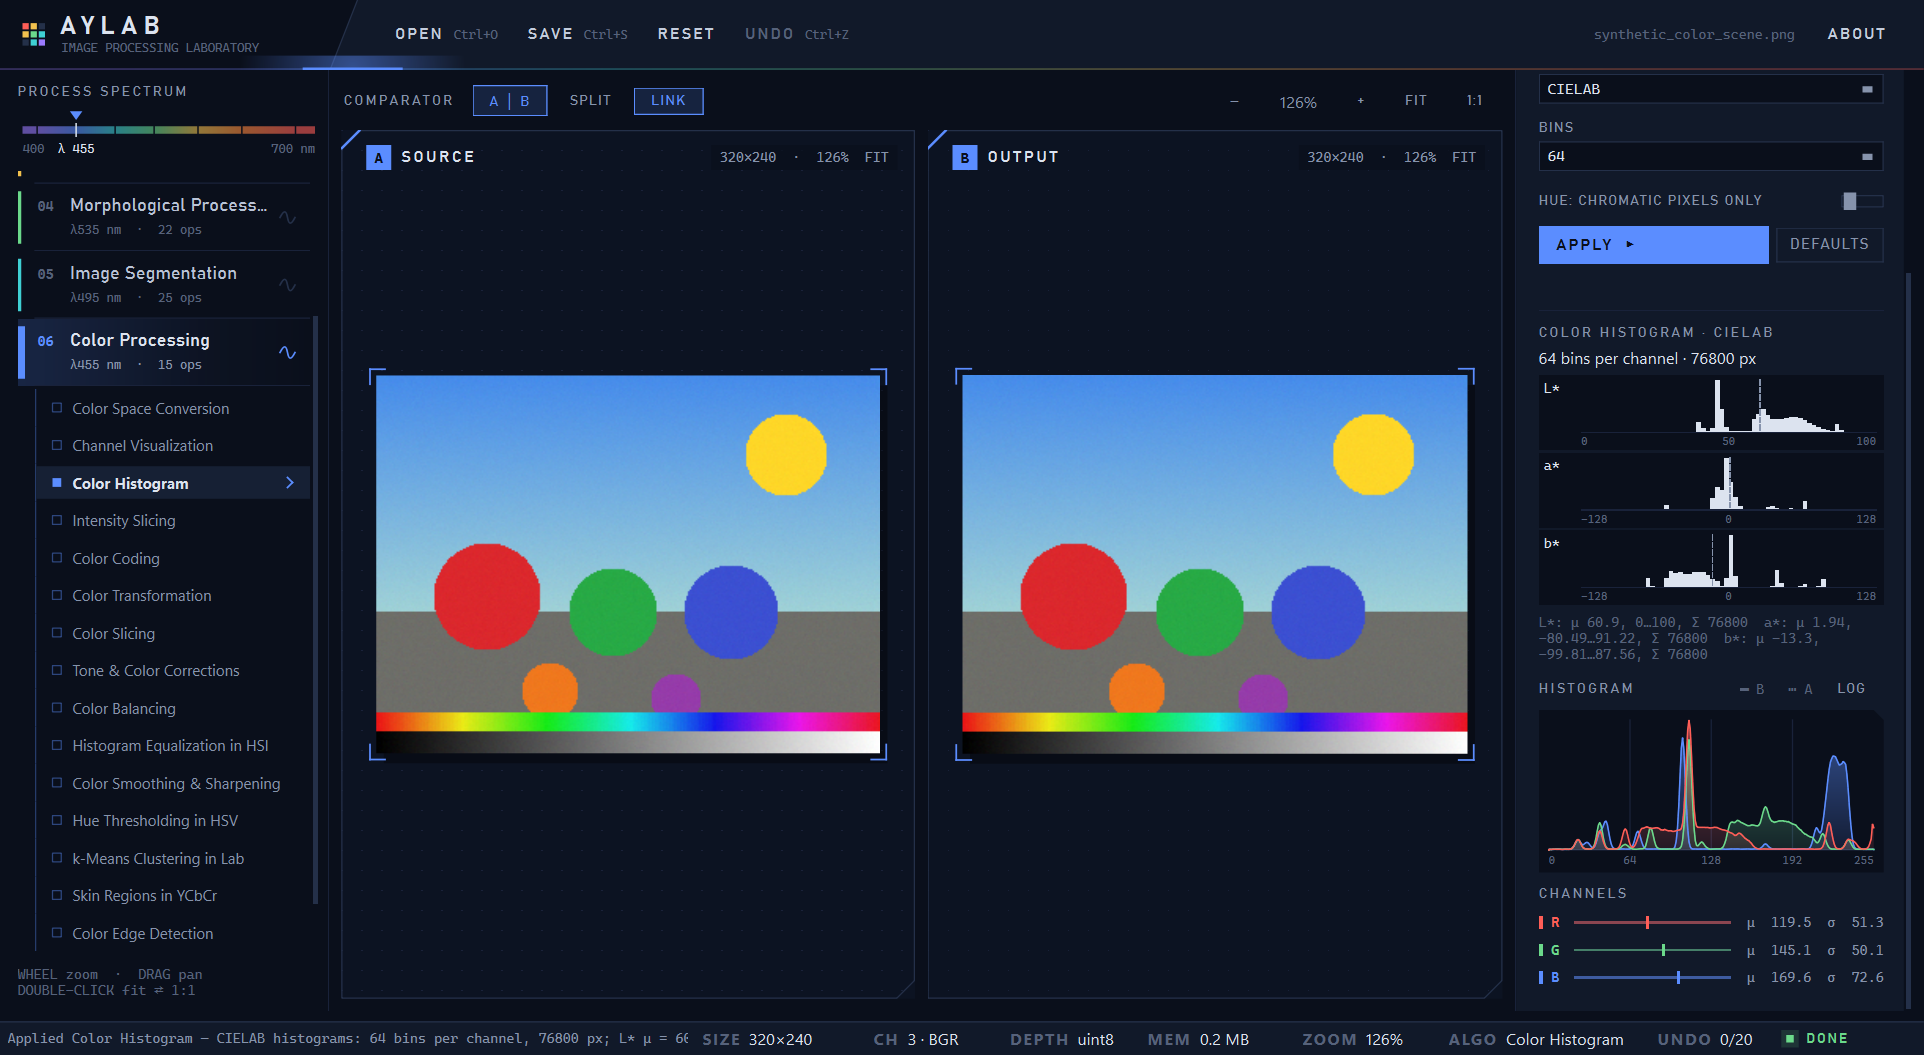 AYLAB
IMAGE PROCESSING LABORATORY
OPEN Ctrl+O SAVE Ctrl+S RESET UNDO Ctrl+Z
synthetic_color_scene.png ABOUT
PROCESS SPECTRUM
400 λ 455 700 nm
04 Morphological Process…
λ535 nm · 22 ops
05 Image Segmentation
λ495 nm · 25 ops
06 Color Processing
λ455 nm · 15 ops
Color Space Conversion
Channel Visualization
Color Histogram
Intensity Slicing
Color Coding
Color Transformation
Color Slicing
Tone & Color Corrections
Color Balancing
Histogram Equalization in HSI
Color Smoothing & Sharpening
Hue Thresholding in HSV
k-Means Clustering in Lab
Skin Regions in YCbCr
Color Edge Detection
WHEEL zoom · DRAG pan
DOUBLE-CLICK fit ⇄ 1:1
COMPARATOR A | B SPLIT LINK − 126% + FIT 1:1
A SOURCE 320×240 · 126% FIT
B OUTPUT 320×240 · 126% FIT
CIELAB
BINS
64
HUE: CHROMATIC PIXELS ONLY
APPLY ▸ DEFAULTS
COLOR HISTOGRAM · CIELAB
64 bins per channel · 76800 px
L*
0 50 100
a*
−128 0 128
b*
−128 0 128
L*: μ 60.9, 0…100, Σ 76800 a*: μ 1.94,
−80.49…91.22, Σ 76800 b*: μ −13.3,
−99.81…87.56, Σ 76800
HISTOGRAM B A LOG
0 64 128 192 255
CHANNELS
R μ 119.5 σ 51.3
G μ 145.1 σ 50.1
B μ 169.6 σ 72.6
Applied Color Histogram — CIELAB histograms: 64 bins per channel, 76800 px; L* μ = 60 SIZE 320×240 CH 3 · BGR DEPTH uint8 MEM 0.2 MB ZOOM 126% ALGO Color Histogram UNDO 0/20 DONE